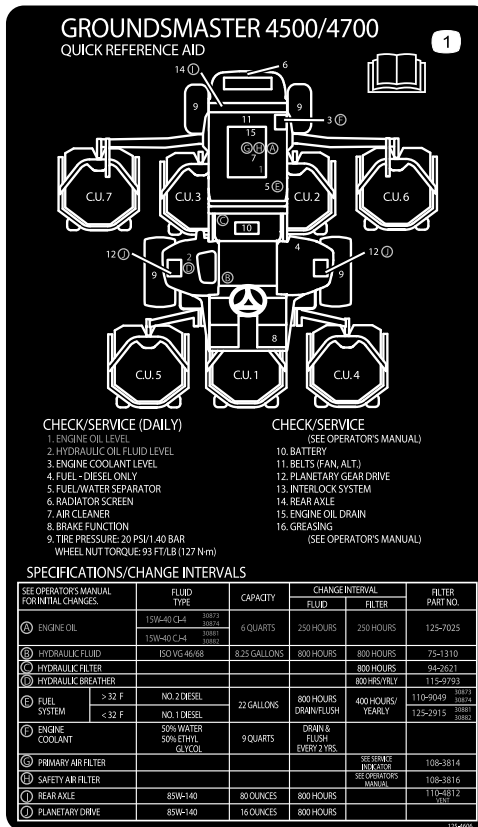 GROUNDSMASTER 4500/4700
QUICK REFERENCE AID
1
6
14 I
9
9
11
3 F
15
G H A
7
1
5 E
C.U. 7
C.U. 3
C.U. 2
C.U. 6
C
10
4
12 J
12 J
2
D
9
B
9
8
C.U. 5
C.U. 1
C.U. 4
CHECK/SERVICE (DAILY)
1. ENGINE OIL LEVEL
2. HYDRAULIC OIL FLUID LEVEL
3. ENGINE COOLANT LEVEL
4. FUEL - DIESEL ONLY
5. FUEL/WATER SEPARATOR
6. RADIATOR SCREEN
7. AIR CLEANER
8. BRAKE FUNCTION
9. TIRE PRESSURE: 20 PSI/1.40 BAR
WHEEL NUT TORQUE: 93 FT/LB (127 N·m)
CHECK/SERVICE
(SEE OPERATOR'S MANUAL)
10. BATTERY
11. BELTS (FAN, ALT.)
12. PLANETARY GEAR DRIVE
13. INTERLOCK SYSTEM
14. REAR AXLE
15. ENGINE OIL DRAIN
16. GREASING
(SEE OPERATOR'S MANUAL)
SPECIFICATIONS/CHANGE INTERVALS
SEE OPERATOR'S MANUAL FLUID CAPACITY CHANGE INTERVAL FILTER
FOR INITIAL CHANGES. TYPE FLUID FILTER PART NO.
A ENGINE OIL 15W-40 CI-4 30873 30874 6 QUARTS 250 HOURS 250 HOURS 125-7025
15W-40 CJ-4 30881 30882
B HYDRAULIC FLUID ISO VG 46/68 8.25 GALLONS 800 HOURS 800 HOURS 75-1310
C HYDRAULIC FILTER 800 HOURS 94-2621
D HYDRAULIC BREATHER 800 HRS/YRLY 115-9793
E FUEL SYSTEM > 32 F NO. 2 DIESEL 22 GALLONS 800 HOURS DRAIN/FLUSH 400 HOURS/ YEARLY 110-9049 30873 30874
< 32 F NO. 1 DIESEL 125-2915 30881 30882
F ENGINE COOLANT 50% WATER 50% ETHYL GLYCOL 9 QUARTS DRAIN & FLUSH EVERY 2 YRS.
G PRIMARY AIR FILTER SEE SERVICE INDICATOR 108-3814
H SAFETY AIR FILTER SEE OPERATOR'S MANUAL 108-3816
I REAR AXLE 85W-140 80 OUNCES 800 HOURS 110-4812 VENT
J PLANETARY DRIVE 85W-140 16 OUNCES 800 HOURS
125-4606